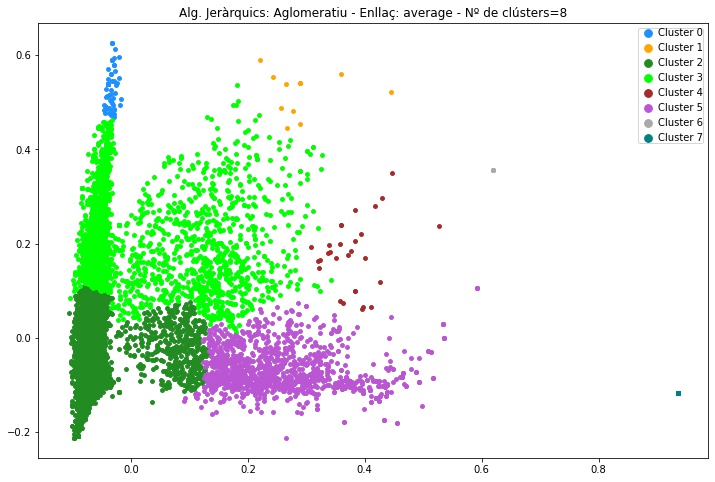 Alg. Jeràrquics: Aglomeratiu - Enllaç: average - Nº de clústers=8
Cluster 0
Cluster 1
Cluster 2
Cluster 3
Cluster 4
Cluster 5
Cluster 6
Cluster 7
0.6
0.4
0.2
0.0
−0.2
0.0 0.2 0.4 0.6 0.8